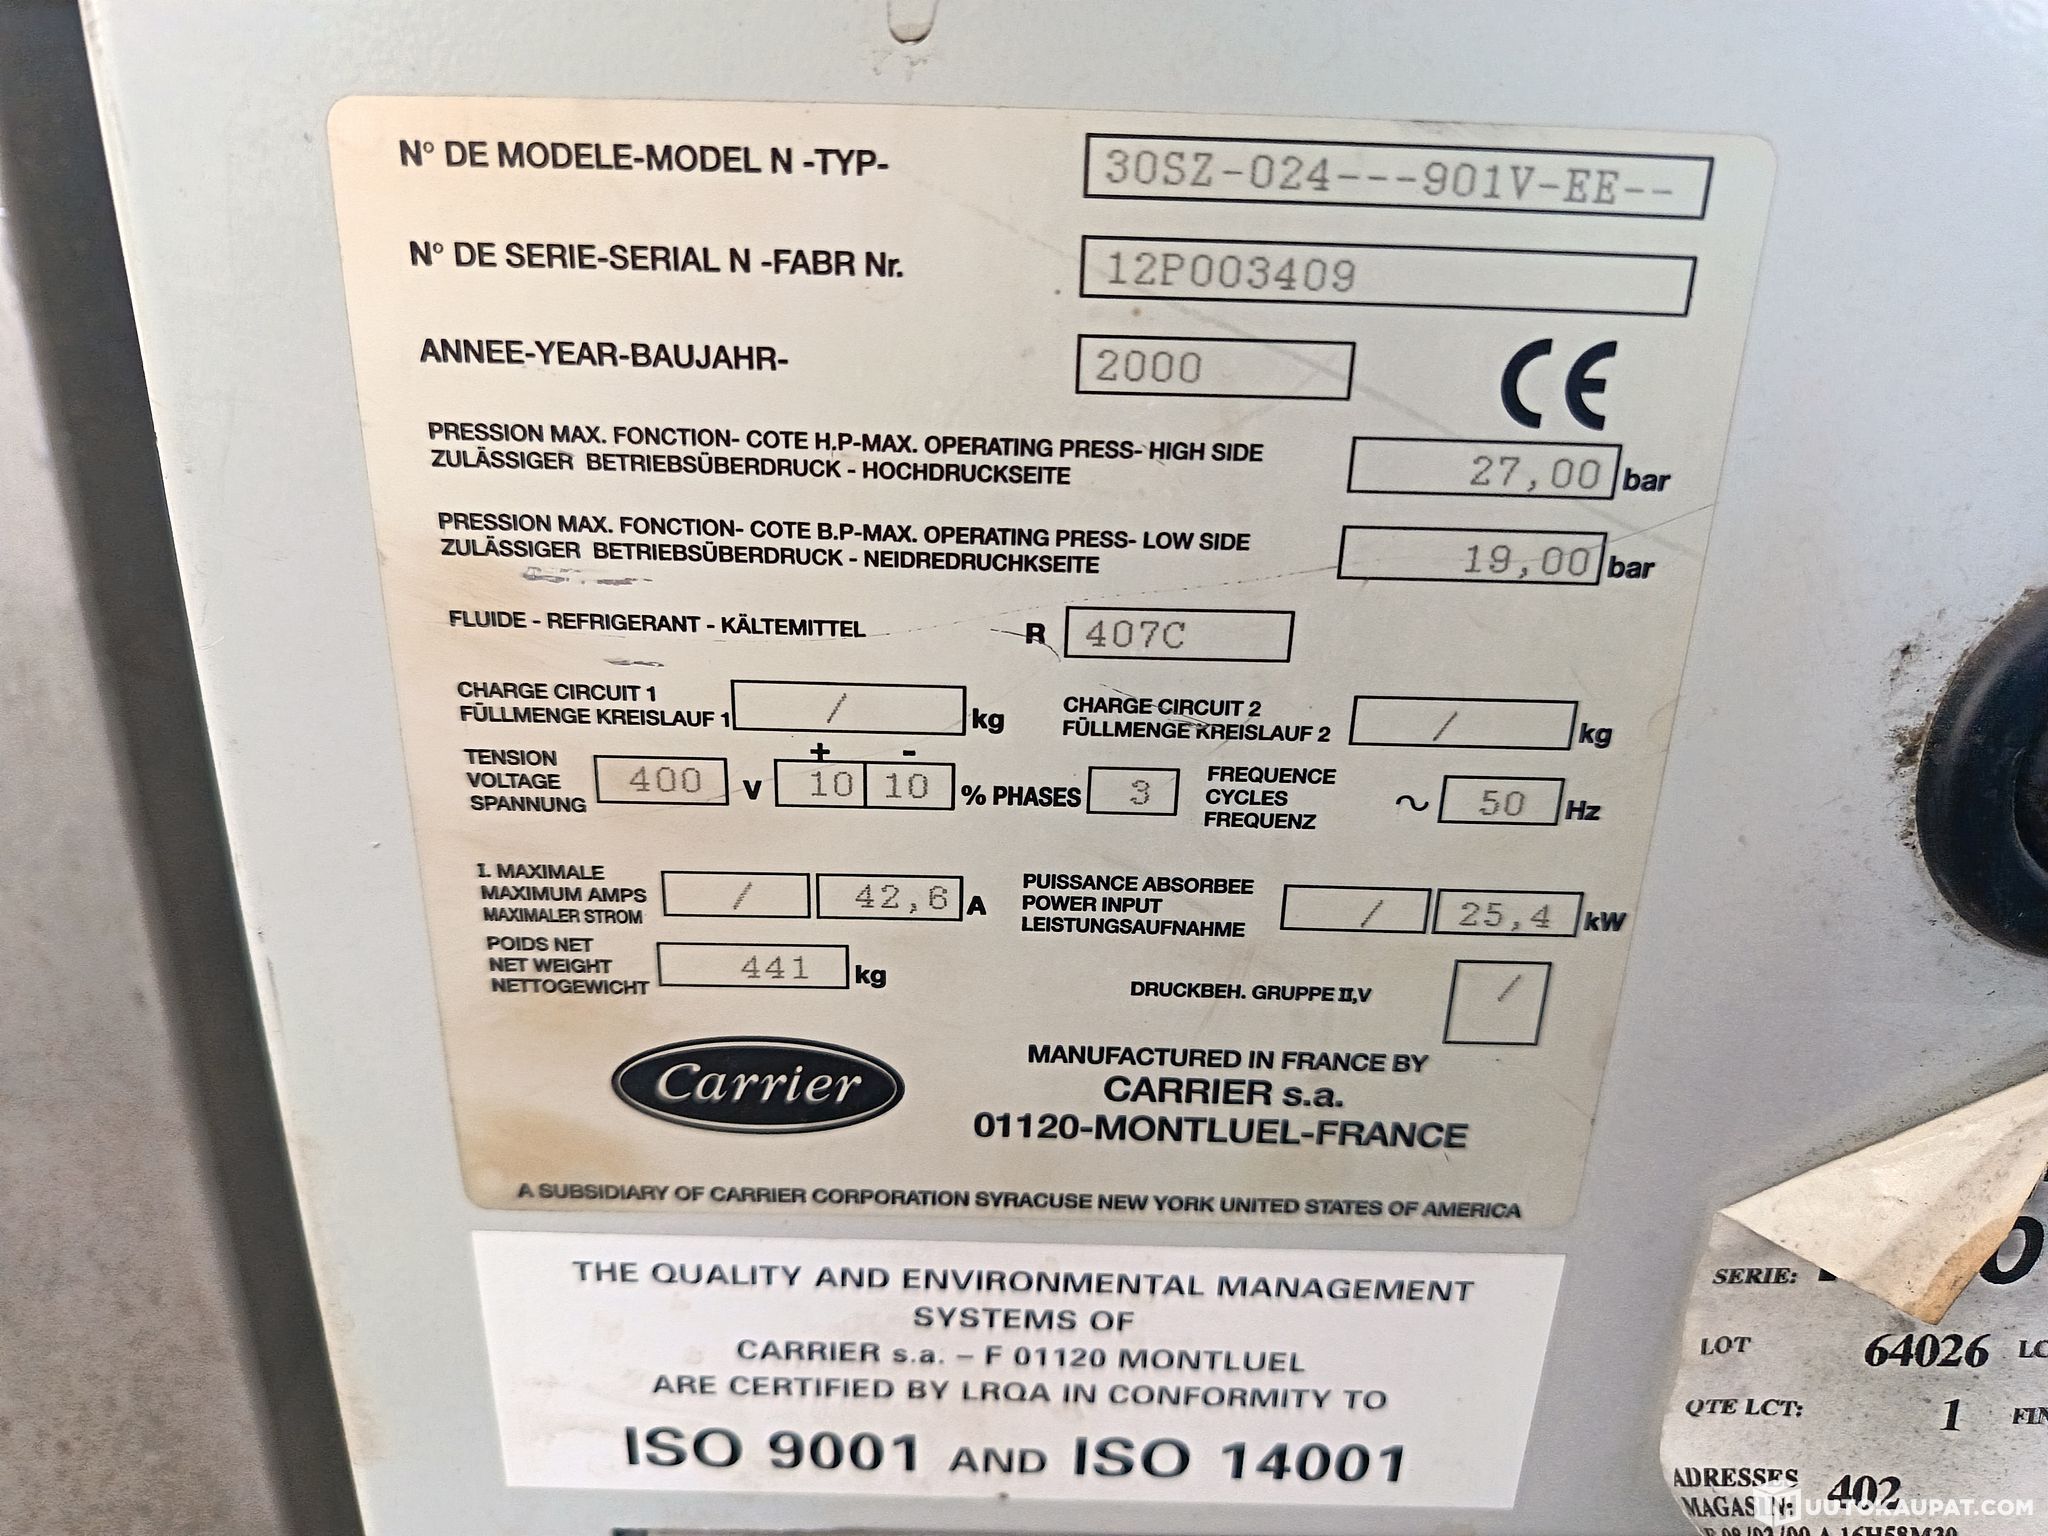 N° DE MODELE-MODEL N -TYP- 30SZ-024---901V-EE--
N° DE SERIE-SERIAL N -FABR Nr. 12P003409
ANNEE-YEAR-BAUJAHR- 2000 CE
PRESSION MAX. FONCTION- COTE H.P-MAX. OPERATING PRESS- HIGH SIDE
ZULÄSSIGER BETRIEBSÜBERDRUCK - HOCHDRUCKSEITE 27,00 bar
PRESSION MAX. FONCTION- COTE B.P-MAX. OPERATING PRESS- LOW SIDE
ZULÄSSIGER BETRIEBSÜBERDRUCK - NEIDREDRUCHKSEITE 19,00 bar
FLUIDE - REFRIGERANT - KÄLTEMITTEL R 407C
CHARGE CIRCUIT 1
FÜLLMENGE KREISLAUF 1 / kg
CHARGE CIRCUIT 2
FÜLLMENGE KREISLAUF 2 / kg
TENSION
VOLTAGE
SPANNUNG
400 V + 10 - 10 % PHASES 3
FREQUENCE
CYCLES
FREQUENZ
~ 50 Hz
I. MAXIMALE
MAXIMUM AMPS
MAXIMALER STROM
/ 42,6 A
PUISSANCE ABSORBEE
POWER INPUT
LEISTUNGSAUFNAHME
/ 25,4 kW
POIDS NET
NET WEIGHT
NETTOGEWICHT
441 kg
DRUCKBEH. GRUPPE II,V /
Carrier
MANUFACTURED IN FRANCE BY
CARRIER s.a.
01120-MONTLUEL-FRANCE
A SUBSIDIARY OF CARRIER CORPORATION SYRACUSE NEW YORK UNITED STATES OF AMERICA
THE QUALITY AND ENVIRONMENTAL MANAGEMENT
SYSTEMS OF
CARRIER s.a. – F 01120 MONTLUEL
ARE CERTIFIED BY LRQA IN CONFORMITY TO
ISO 9001 AND ISO 14001
SERIE:
LOT 64026
QTE LCT: 1
ADRESSES 402
MAGASIN:
UUTOKAUPAT.COM